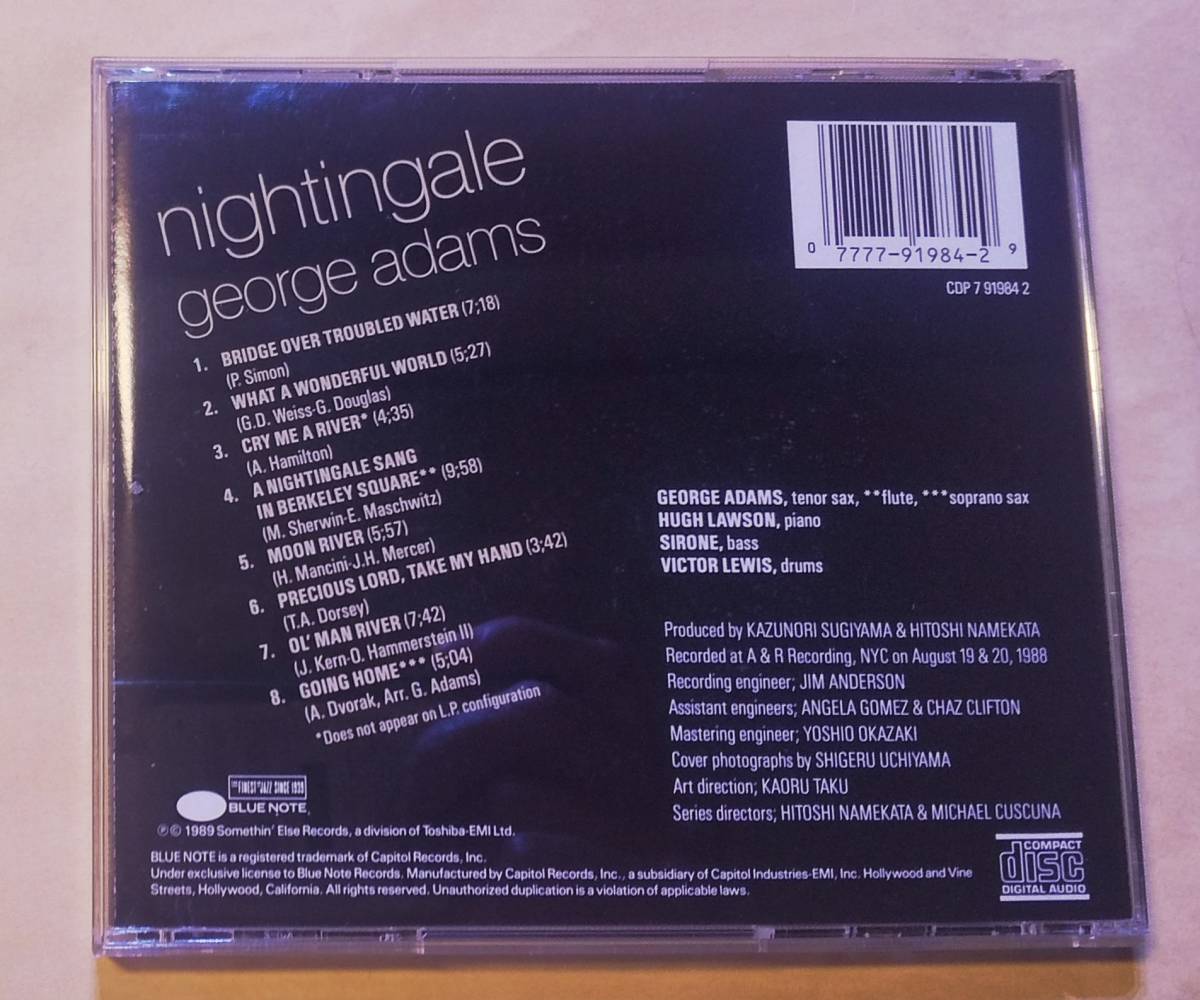 nightingale
george adams
1. BRIDGE OVER TROUBLED WATER (7;18)
(P. Simon)
2. WHAT A WONDERFUL WORLD (5;27)
(G.D. Weiss-G. Douglas)
3. CRY ME A RIVER* (4;35)
(A. Hamilton)
4. A NIGHTINGALE SANG
IN BERKELEY SQUARE** (9;58)
(M. Sherwin-E. Maschwitz)
5. MOON RIVER (5;57)
(H. Mancini-J.H. Mercer)
6. PRECIOUS LORD, TAKE MY HAND (3;42)
(T.A. Dorsey)
7. OL' MAN RIVER (7;42)
(J. Kern-O. Hammerstein II)
8. GOING HOME*** (5;04)
(A. Dvorak, Arr. G. Adams)
*Does not appear on L.P. configuration
0 7777-91984-2 9
CDP 7 91984 2
GEORGE ADAMS, tenor sax, **flute, ***soprano sax
HUGH LAWSON, piano
SIRONE, bass
VICTOR LEWIS, drums
Produced by KAZUNORI SUGIYAMA & HITOSHI NAMEKATA
Recorded at A & R Recording, NYC on August 19 & 20, 1988
Recording engineer; JIM ANDERSON
Assistant engineers; ANGELA GOMEZ & CHAZ CLIFTON
Mastering engineer; YOSHIO OKAZAKI
Cover photographs by SHIGERU UCHIYAMA
Art direction; KAORU TAKU
Series directors; HITOSHI NAMEKATA & MICHAEL CUSCUNA
THE FINEST IN JAZZ SINCE 1939
BLUE NOTE
℗© 1989 Somethin' Else Records, a division of Toshiba-EMI Ltd.
BLUE NOTE is a registered trademark of Capitol Records, Inc.
Under exclusive license to Blue Note Records. Manufactured by Capitol Records, Inc., a subsidiary of Capitol Industries-EMI, Inc. Hollywood and Vine
Streets, Hollywood, California. All rights reserved. Unauthorized duplication is a violation of applicable laws.
COMPACT
disc
DIGITAL AUDIO